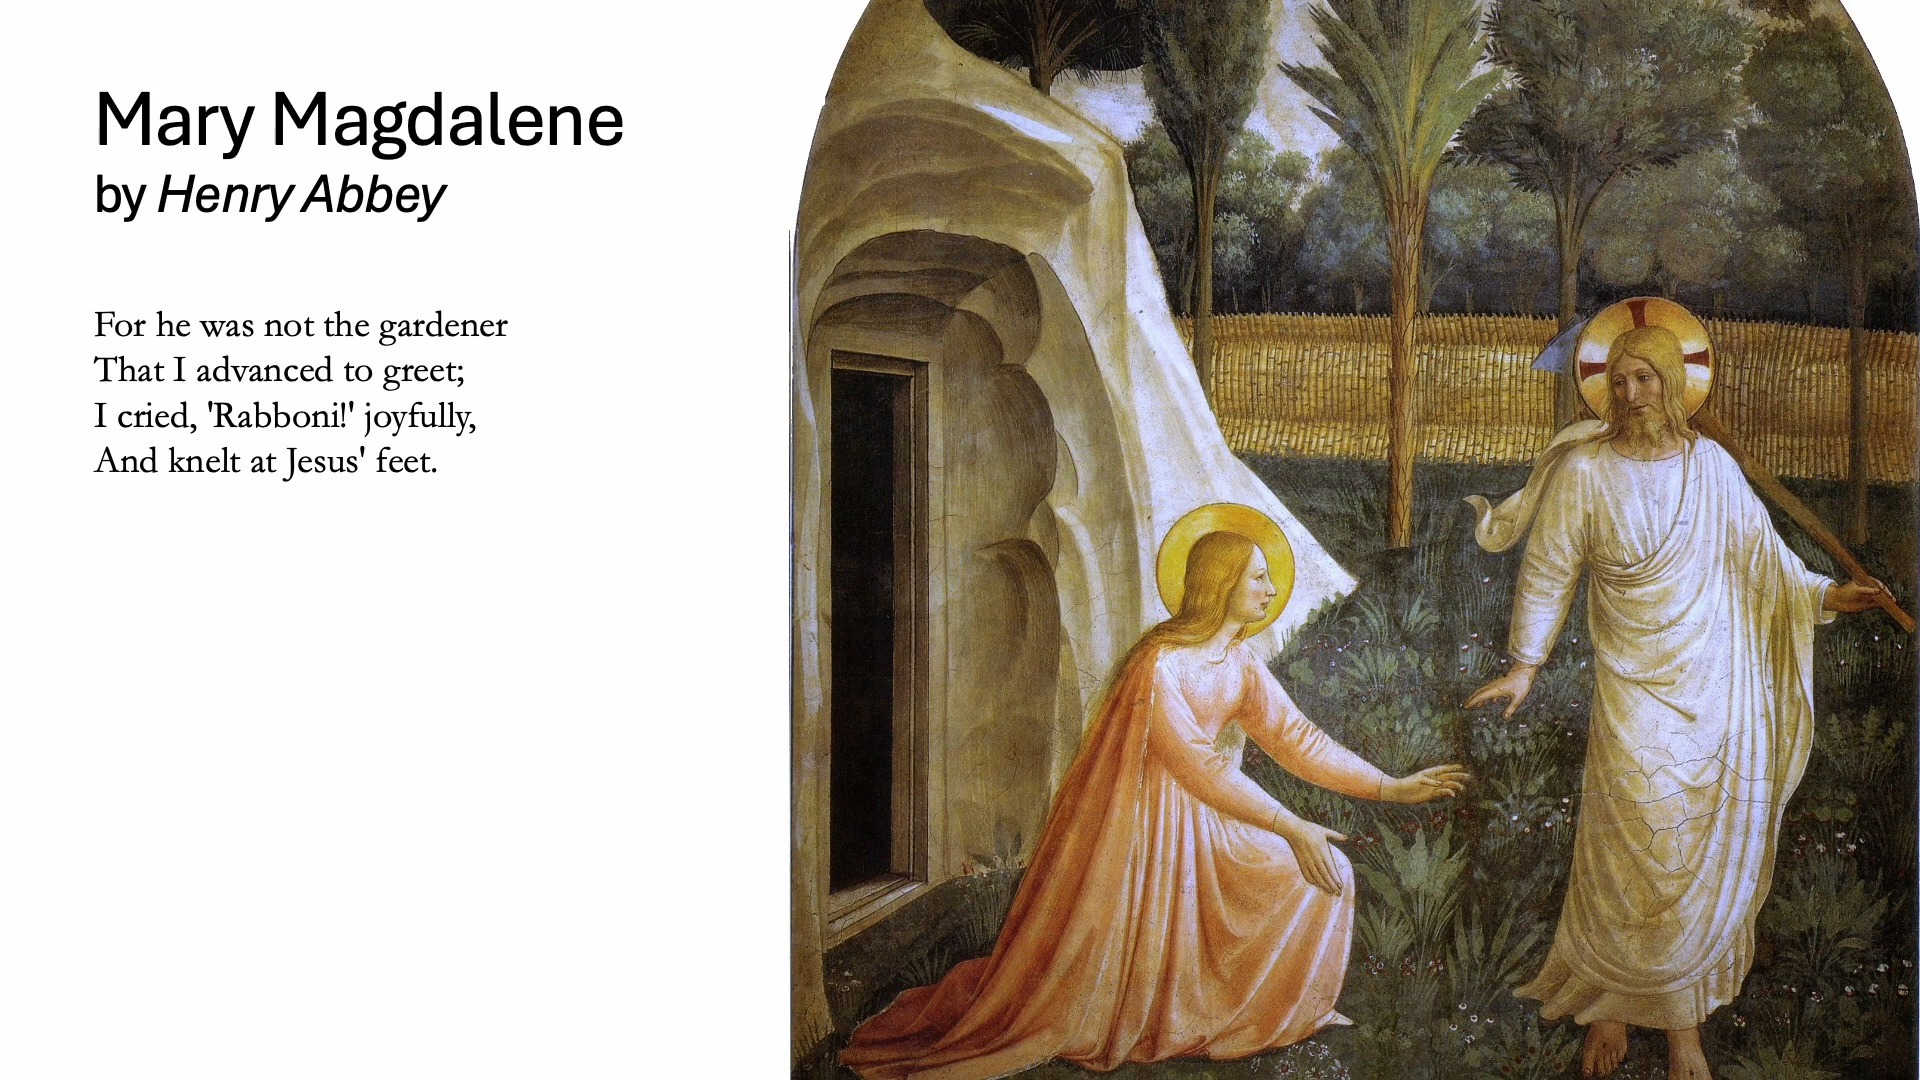 Mary Magdalene
by Henry Abbey
For he was not the gardener
That I advanced to greet;
I cried, 'Rabboni!' joyfully,
And knelt at Jesus' feet.